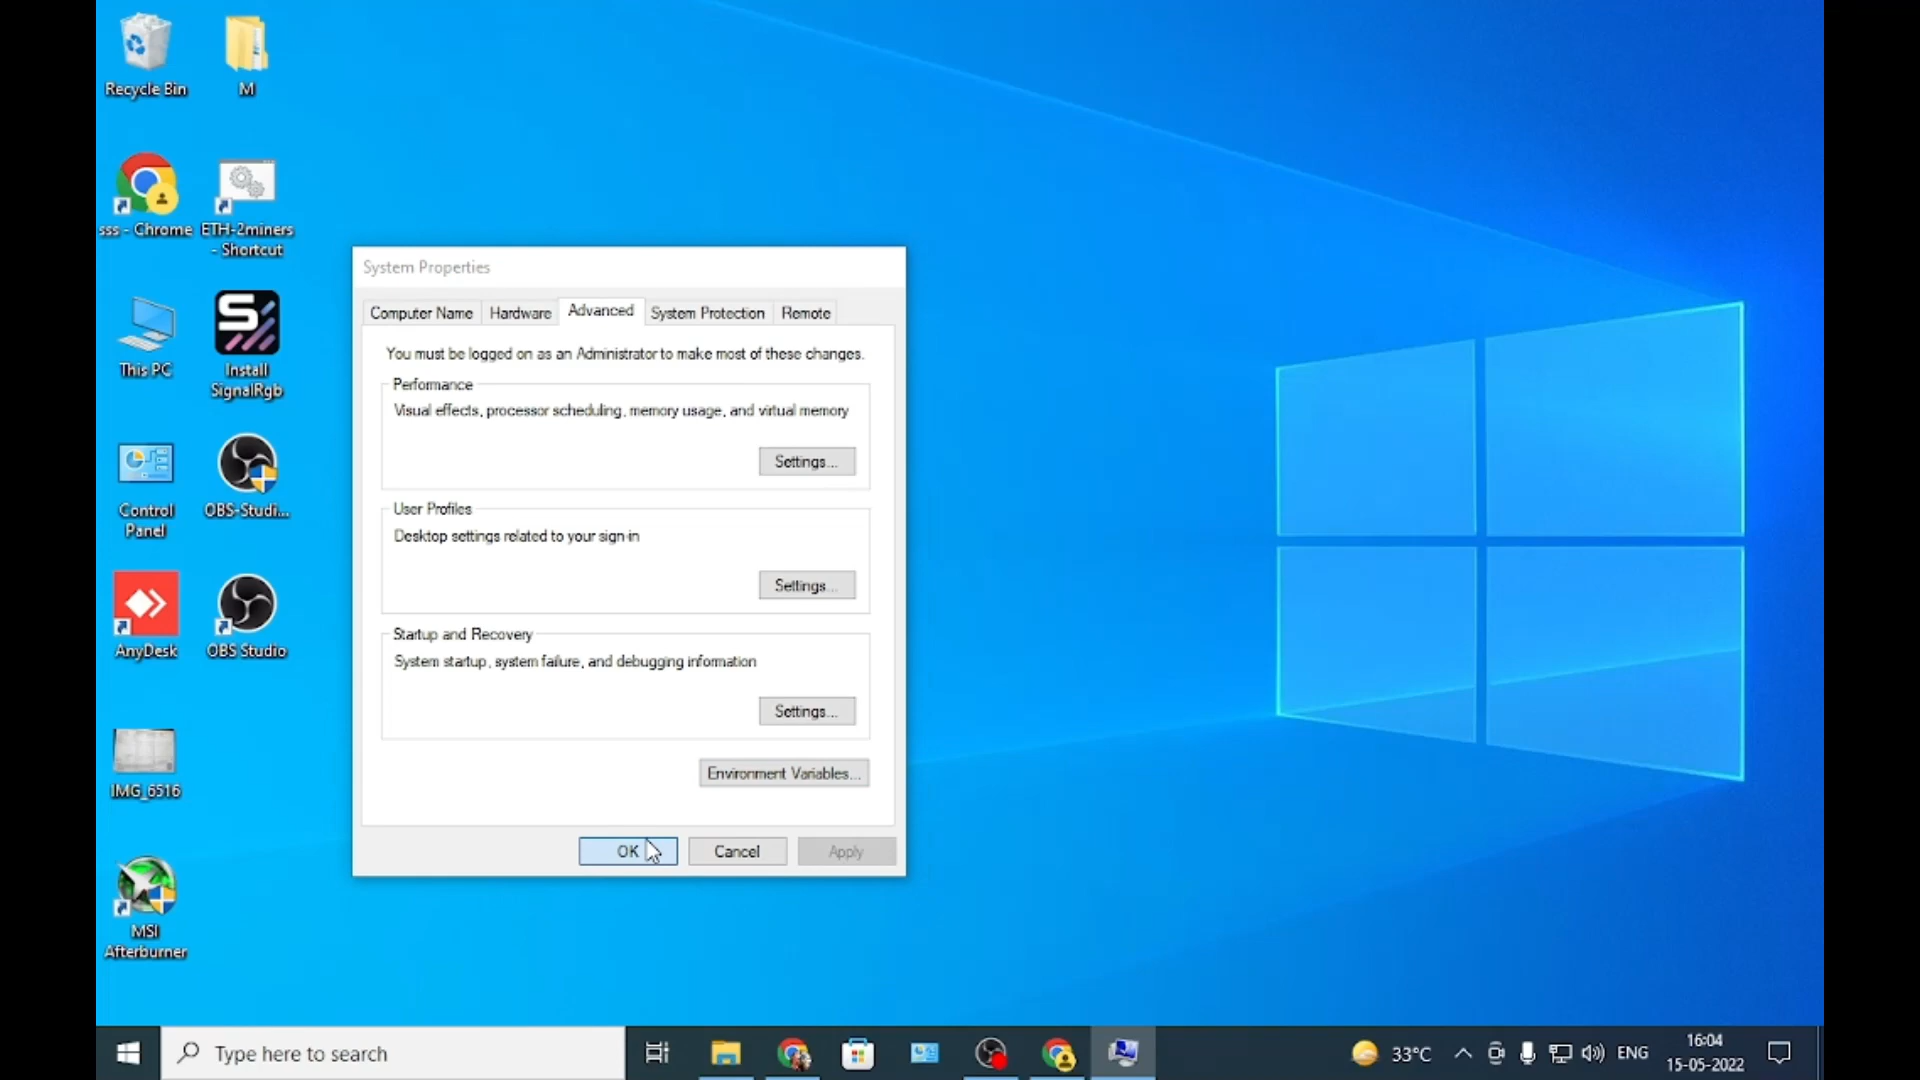 Recycle Bin
M
sss - Chrome
ETH-2miners
- Shortcut
This PC
Install
SignalRgb
Control
Panel
OBS-Studi...
AnyDesk
OBS Studio
IMG_6516
MSI
Afterburner
System Properties
Computer Name
Hardware
Advanced
System Protection
Remote
You must be logged on as an Administrator to make most of these changes.
Performance
Visual effects, processor scheduling, memory usage, and virtual memory
Settings...
User Profiles
Desktop settings related to your sign-in
Settings...
Startup and Recovery
System startup, system failure, and debugging information
Settings...
Environment Variables...
OK
Cancel
Apply
Type here to search
33°C
ENG
16:04
15-05-2022